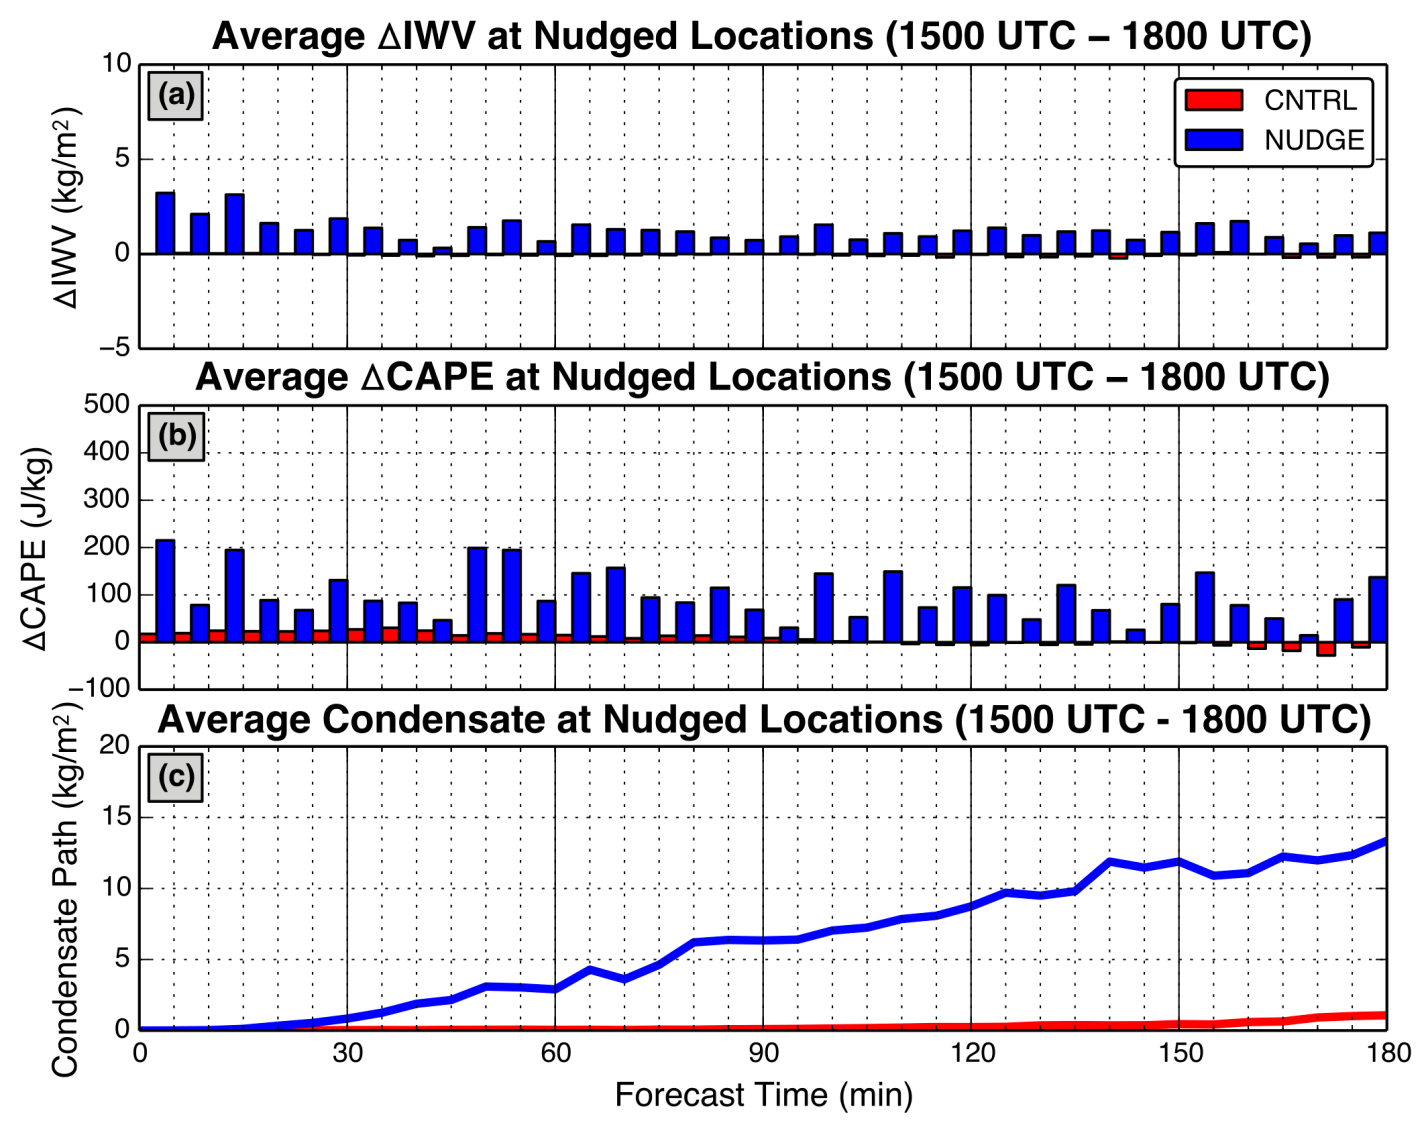 Average ΔIWV at Nudged Locations (1500 UTC – 1800 UTC)
(a)
CNTRL
NUDGE
10
5
0
−5
ΔIWV (kg/m²)
Average ΔCAPE at Nudged Locations (1500 UTC – 1800 UTC)
(b)
500
400
300
200
100
0
−100
ΔCAPE (J/kg)
Average Condensate at Nudged Locations (1500 UTC - 1800 UTC)
(c)
20
15
10
5
0
Condensate Path (kg/m²)
0 30 60 90 120 150 180
Forecast Time (min)